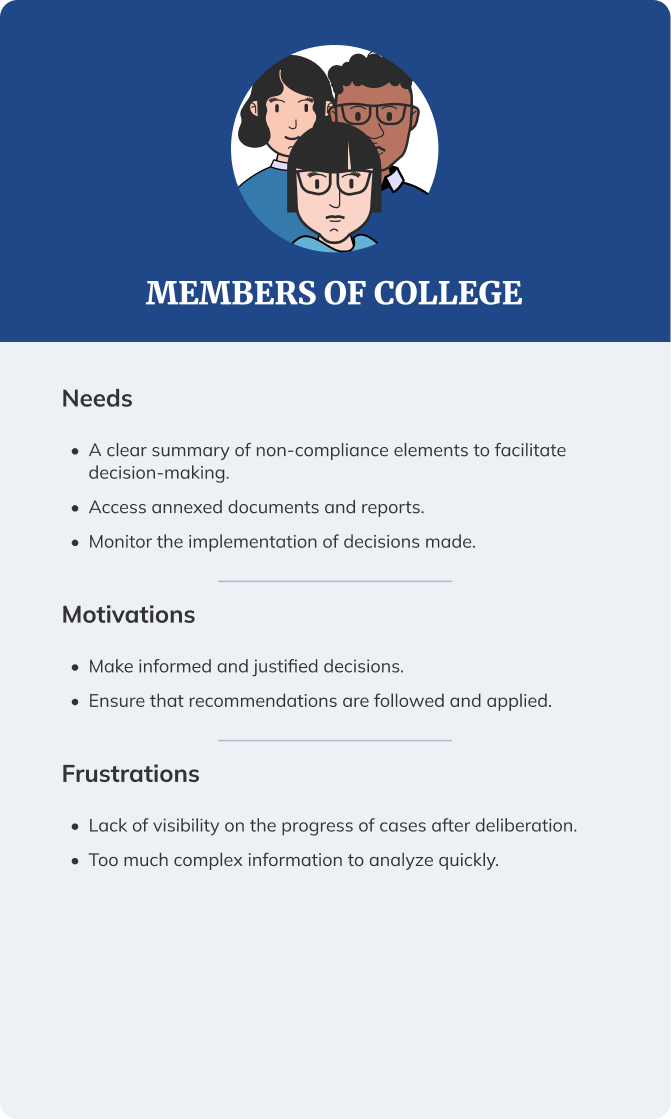 MEMBERS OF COLLEGE
Needs
• A clear summary of non-compliance elements to facilitate
decision-making.
• Access annexed documents and reports.
• Monitor the implementation of decisions made.
Motivations
• Make informed and justified decisions.
• Ensure that recommendations are followed and applied.
Frustrations
• Lack of visibility on the progress of cases after deliberation.
• Too much complex information to analyze quickly.